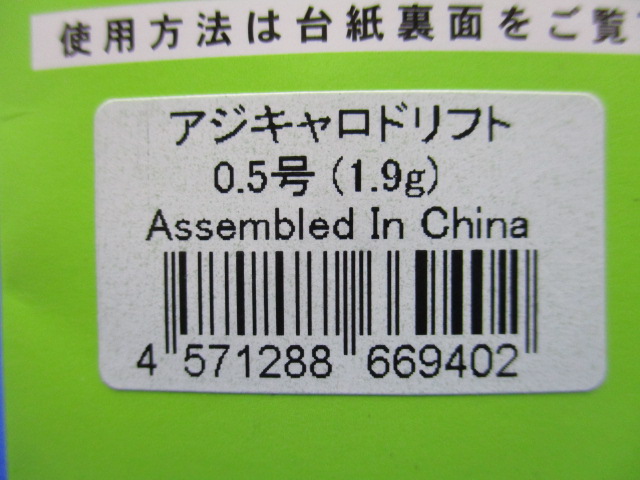 使用方法は台紙裏面をご覧
アジキャロドリフト
0.5号 (1.9g)
Assembled In China
4 571288 669402